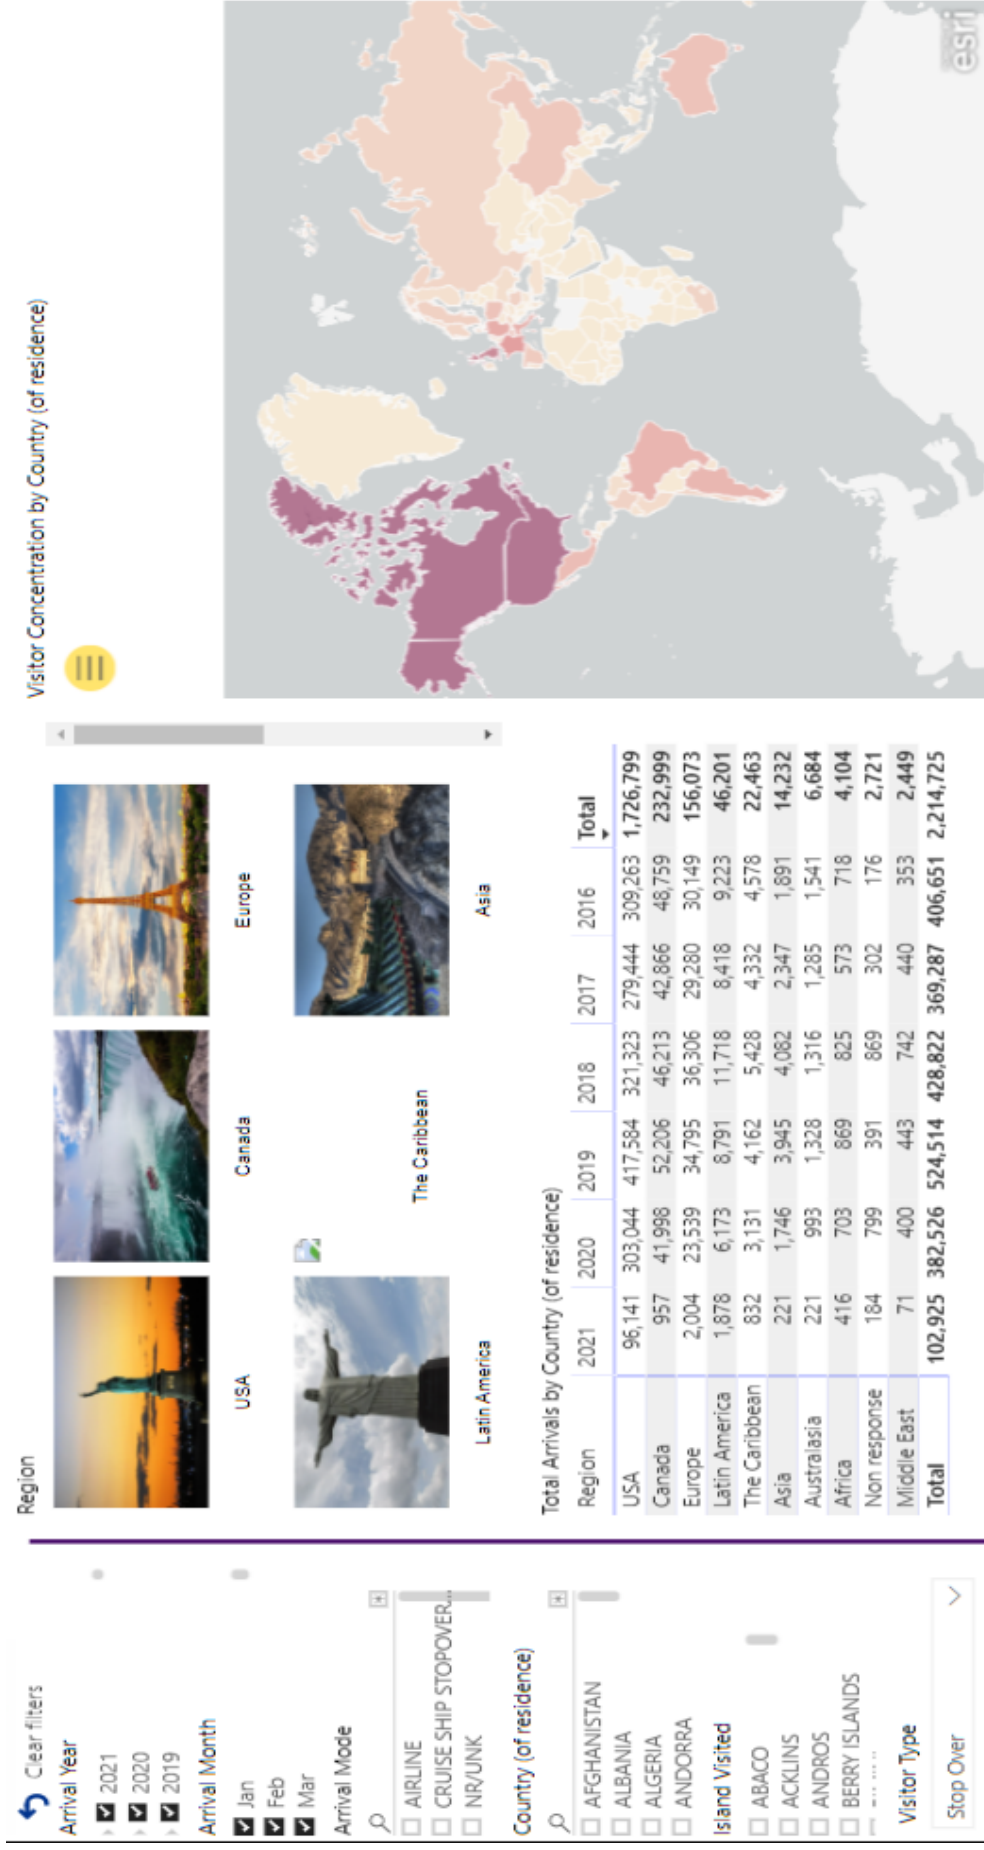 Clear filters
Arrival Year
2021
2020
2019
Arrival Month
Jan
Feb
Mar
Arrival Mode
AIRLINE
CRUISE SHIP STOPOVER...
NR/UNK
Country (of residence)
AFGHANISTAN
ALBANIA
ALGERIA
ANDORRA
Island Visited
ABACO
ACKLINS
ANDROS
BERRY ISLANDS
Visitor Type
Stop Over
Region
USA
Canada
Europe
Latin America
The Caribbean
Asia
Total Arrivals by Country (of residence)
Region 2021 2020 2019 2018 2017 2016 Total
USA 96,141 303,044 417,584 321,323 279,444 309,263 1,726,799
Canada 957 41,998 52,206 46,213 42,866 48,759 232,999
Europe 2,004 23,539 34,795 36,306 29,280 30,149 156,073
Latin America 1,878 6,173 8,791 11,718 8,418 9,223 46,201
The Caribbean 832 3,131 4,162 5,428 4,332 4,578 22,463
Asia 221 1,746 3,945 4,082 2,347 1,891 14,232
Australasia 221 993 1,328 1,316 1,285 1,541 6,684
Africa 416 703 869 825 573 718 4,104
Non response 184 799 391 869 302 176 2,721
Middle East 71 400 443 742 440 353 2,449
Total 102,925 382,526 524,514 428,822 369,287 406,651 2,214,725
Visitor Concentration by Country (of residence)
esri